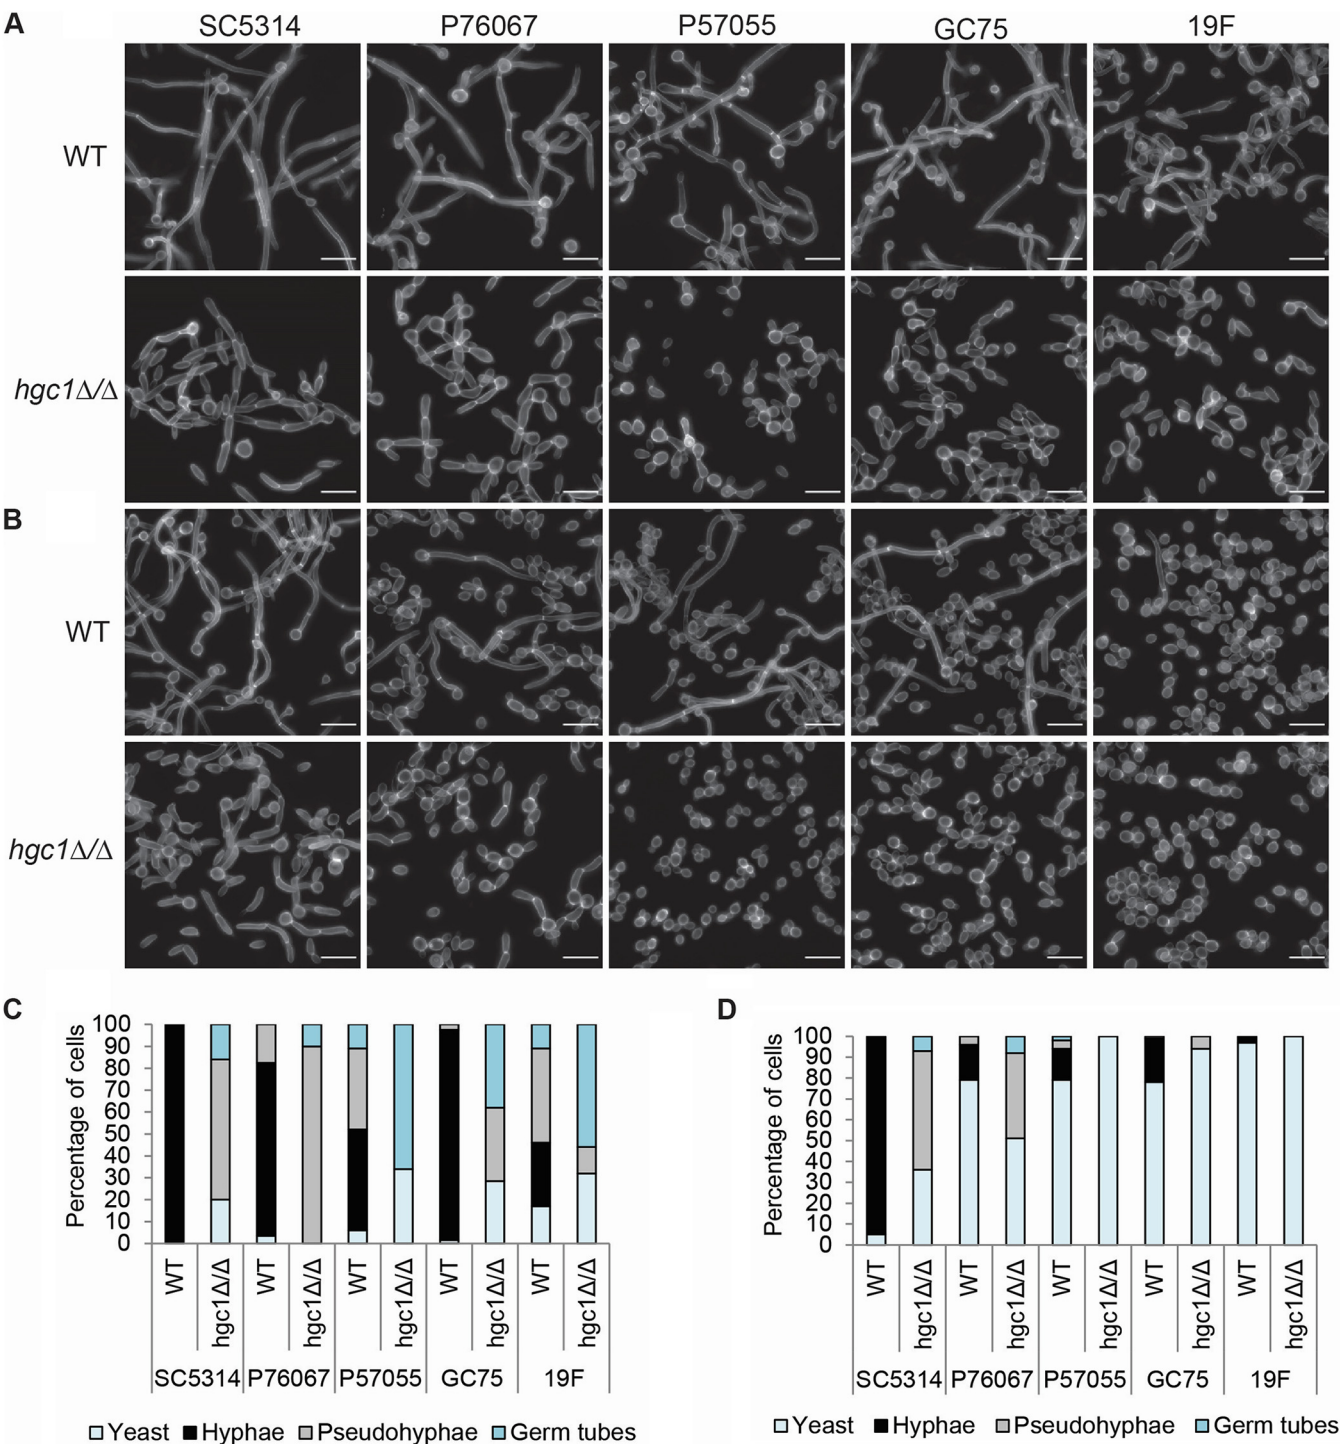 A
SC5314 P76067 P57055 GC75 19F
WT
hgc1Δ/Δ
B
WT
hgc1Δ/Δ
C
Percentage of cells
100
90
80
70
60
50
40
30
20
10
0
WT hgc1Δ/Δ WT hgc1Δ/Δ WT hgc1Δ/Δ WT hgc1Δ/Δ WT hgc1Δ/Δ
SC5314 P76067 P57055 GC75 19F
Yeast Hyphae Pseudohyphae Germ tubes
D
Percentage of cells
100
90
80
70
60
50
40
30
20
10
0
WT hgc1Δ/Δ WT hgc1Δ/Δ WT hgc1Δ/Δ WT hgc1Δ/Δ WT hgc1Δ/Δ
SC5314 P76067 P57055 GC75 19F
Yeast Hyphae Pseudohyphae Germ tubes